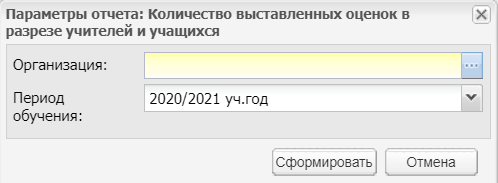 Параметры отчета: Количество выставленных оценок в
разрезе учителей и учащихся
Организация:
...
Период
обучения:
2020/2021 уч.год
Сформировать
Отмена